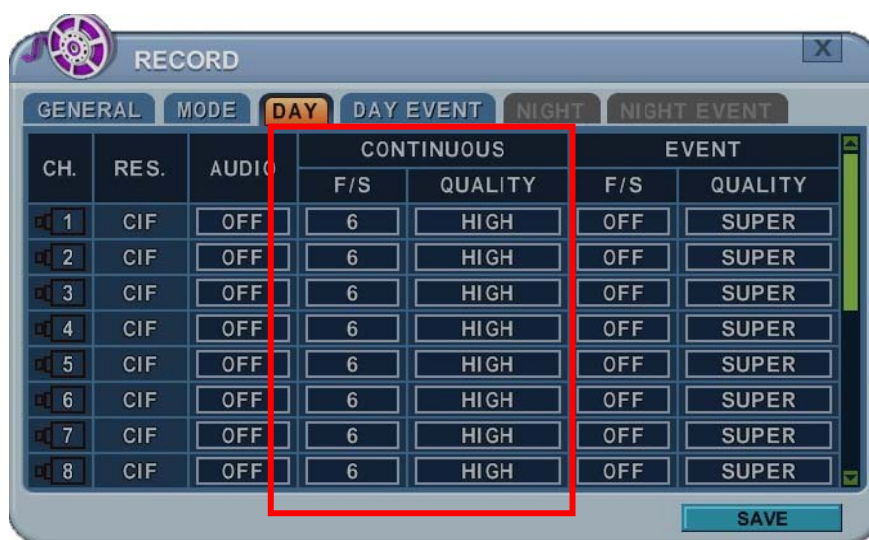 RECORD X
GENERAL MODE DAY DAY EVENT NIGHT NIGHT EVENT
CH. RES. AUDIO CONTINUOUS EVENT
F/S QUALITY F/S QUALITY
1 CIF OFF 6 HIGH OFF SUPER
2 CIF OFF 6 HIGH OFF SUPER
3 CIF OFF 6 HIGH OFF SUPER
4 CIF OFF 6 HIGH OFF SUPER
5 CIF OFF 6 HIGH OFF SUPER
6 CIF OFF 6 HIGH OFF SUPER
7 CIF OFF 6 HIGH OFF SUPER
8 CIF OFF 6 HIGH OFF SUPER
SAVE